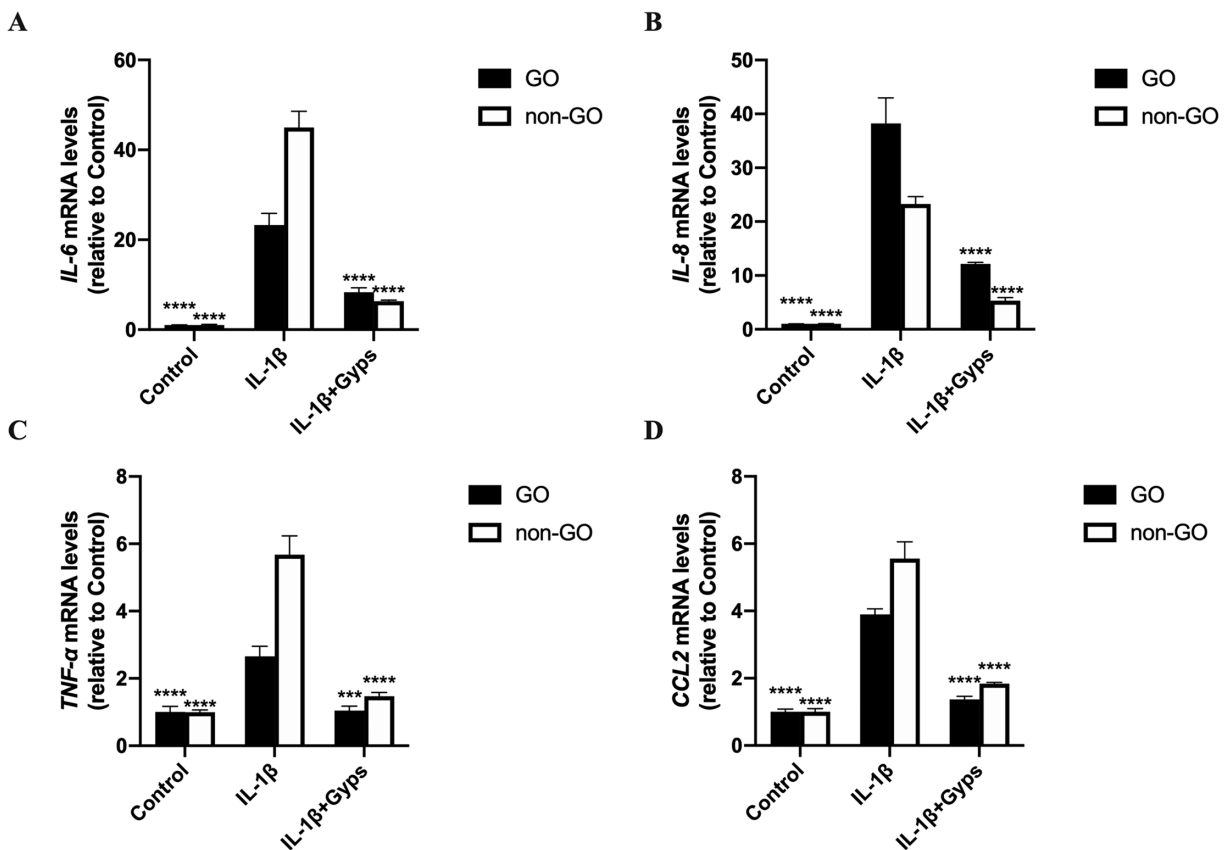 A
IL-6 mRNA levels
(relative to Control)
60
40
20
0
**** **** **** ****
Control
IL-1β
IL-1β+Gyps
GO
non-GO
B
IL-8 mRNA levels
(relative to Control)
50
40
30
20
10
0
**** **** **** ****
Control
IL-1β
IL-1β+Gyps
GO
non-GO
C
TNF-α mRNA levels
(relative to Control)
8
6
4
2
0
**** **** *** ****
Control
IL-1β
IL-1β+Gyps
GO
non-GO
D
CCL2 mRNA levels
(relative to Control)
8
6
4
2
0
**** **** **** ****
Control
IL-1β
IL-1β+Gyps
GO
non-GO